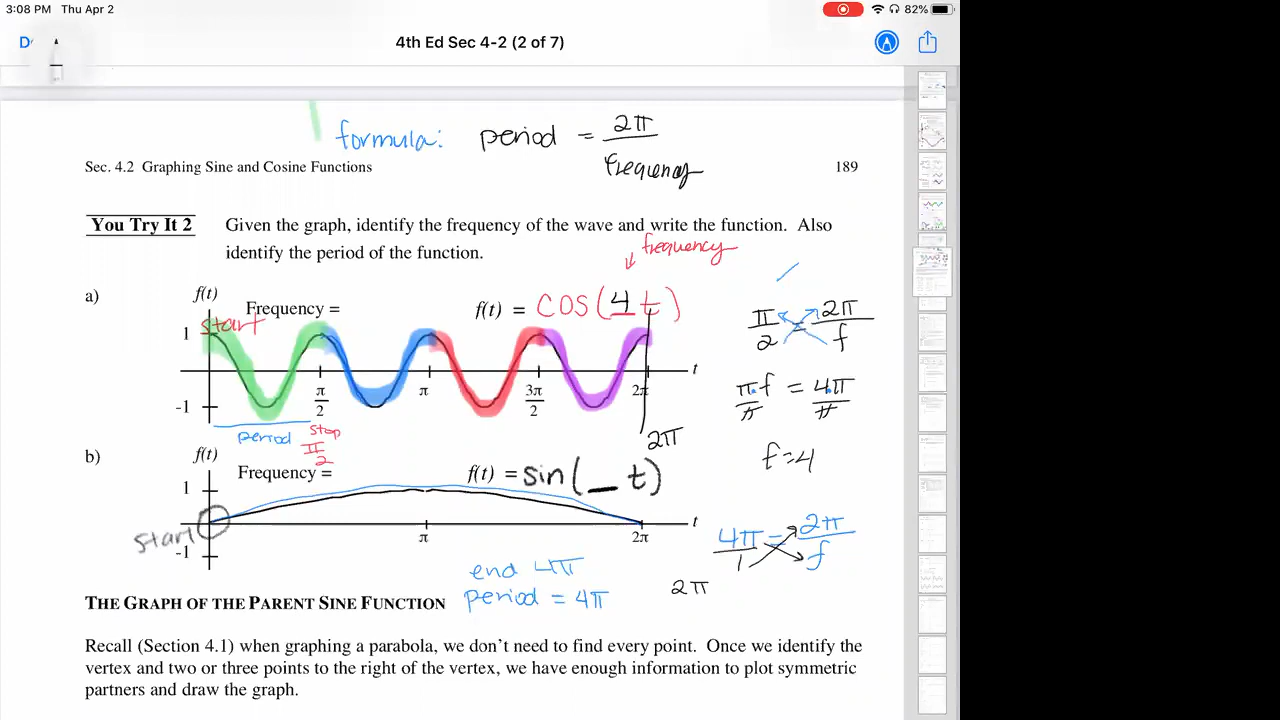 3:08 PM Thu Apr 2
82%
4th Ed Sec 4-2 (2 of 7)
formula: period = 2π / frequency
Sec. 4.2 Graphing Sine and Cosine Functions 189
You Try It 2 Given the graph, identify the frequency of the wave and write the function. Also
identify the period of the function.
frequency
a) f(t) Frequency = f(t) = cos(4t)
start
1
-1
π/2 π 3π/2 2π t
period stop π/2
2π
π/2 = 2π/f
π·f/π = 4π/π
f=4
b) f(t) Frequency = f(t) = sin(_t)
1
start
-1
π 2π t
end 4π
period = 4π
4π/1 = 2π/f
2π
THE GRAPH OF THE PARENT SINE FUNCTION
Recall (Section 4.1) when graphing a parabola, we don't need to find every point. Once we identify the
vertex and two or three points to the right of the vertex, we have enough information to plot symmetric
partners and draw the graph.